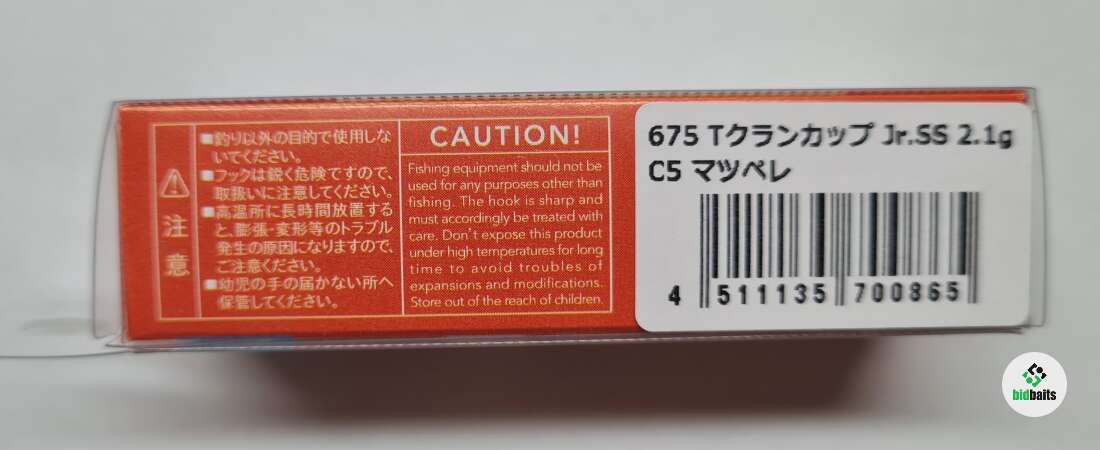 注
意
■釣り以外の目的で使用しな
いてください。
■フックは鋭く危険ですので、
取扱いに注意してください。
■高温所に長時間放置する
と、膨張・変形等のトラブル
発生の原因になりますので、
ご注意ください。
■幼児の手の届かない所へ
保管してください。
CAUTION!
Fishing equipment should not be
used for any purposes other than
fishing. The hook is sharp and
must accordingly be treated with
care. Don't expose this product
under high temperatures for long
time to avoid troubles of
expansions and modifications.
Store out of the reach of children.
675 Tクランカップ Jr.SS 2.1g
C5 マツペレ
4 511135 700865
bidbaits